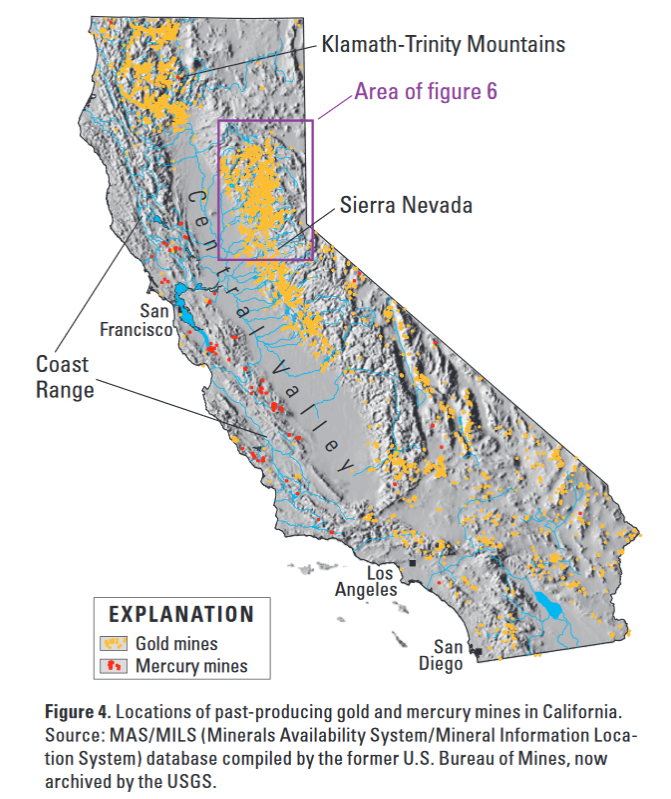 Klamath-Trinity Mountains
Area of figure 6
Sierra Nevada
Central Valley
San
Francisco
Coast
Range
Los
Angeles
San
Diego
EXPLANATION
Gold mines
Mercury mines
Figure 4. Locations of past-producing gold and mercury mines in California.
Source: MAS/MILS (Minerals Availability System/Mineral Information Loca-
tion System) database compiled by the former U.S. Bureau of Mines, now
archived by the USGS.